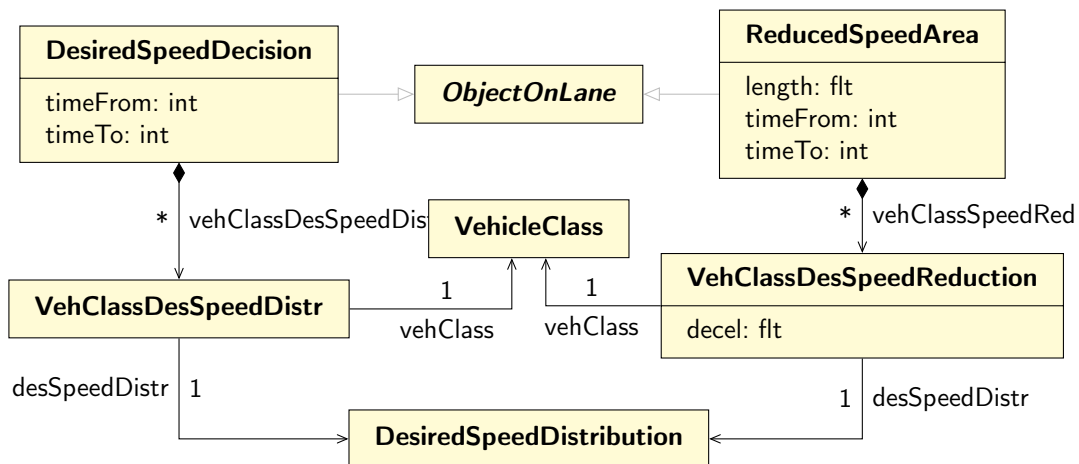 DesiredSpeedDecision
timeFrom: int
timeTo: int
ObjectOnLane
ReducedSpeedArea
length: flt
timeFrom: int
timeTo: int
* vehClassDesSpeedDist
VehicleClass
* vehClassSpeedRed
VehClassDesSpeedDistr
1
vehClass
1
vehClass
VehClassDesSpeedReduction
decel: flt
desSpeedDistr 1
1 desSpeedDistr
DesiredSpeedDistribution